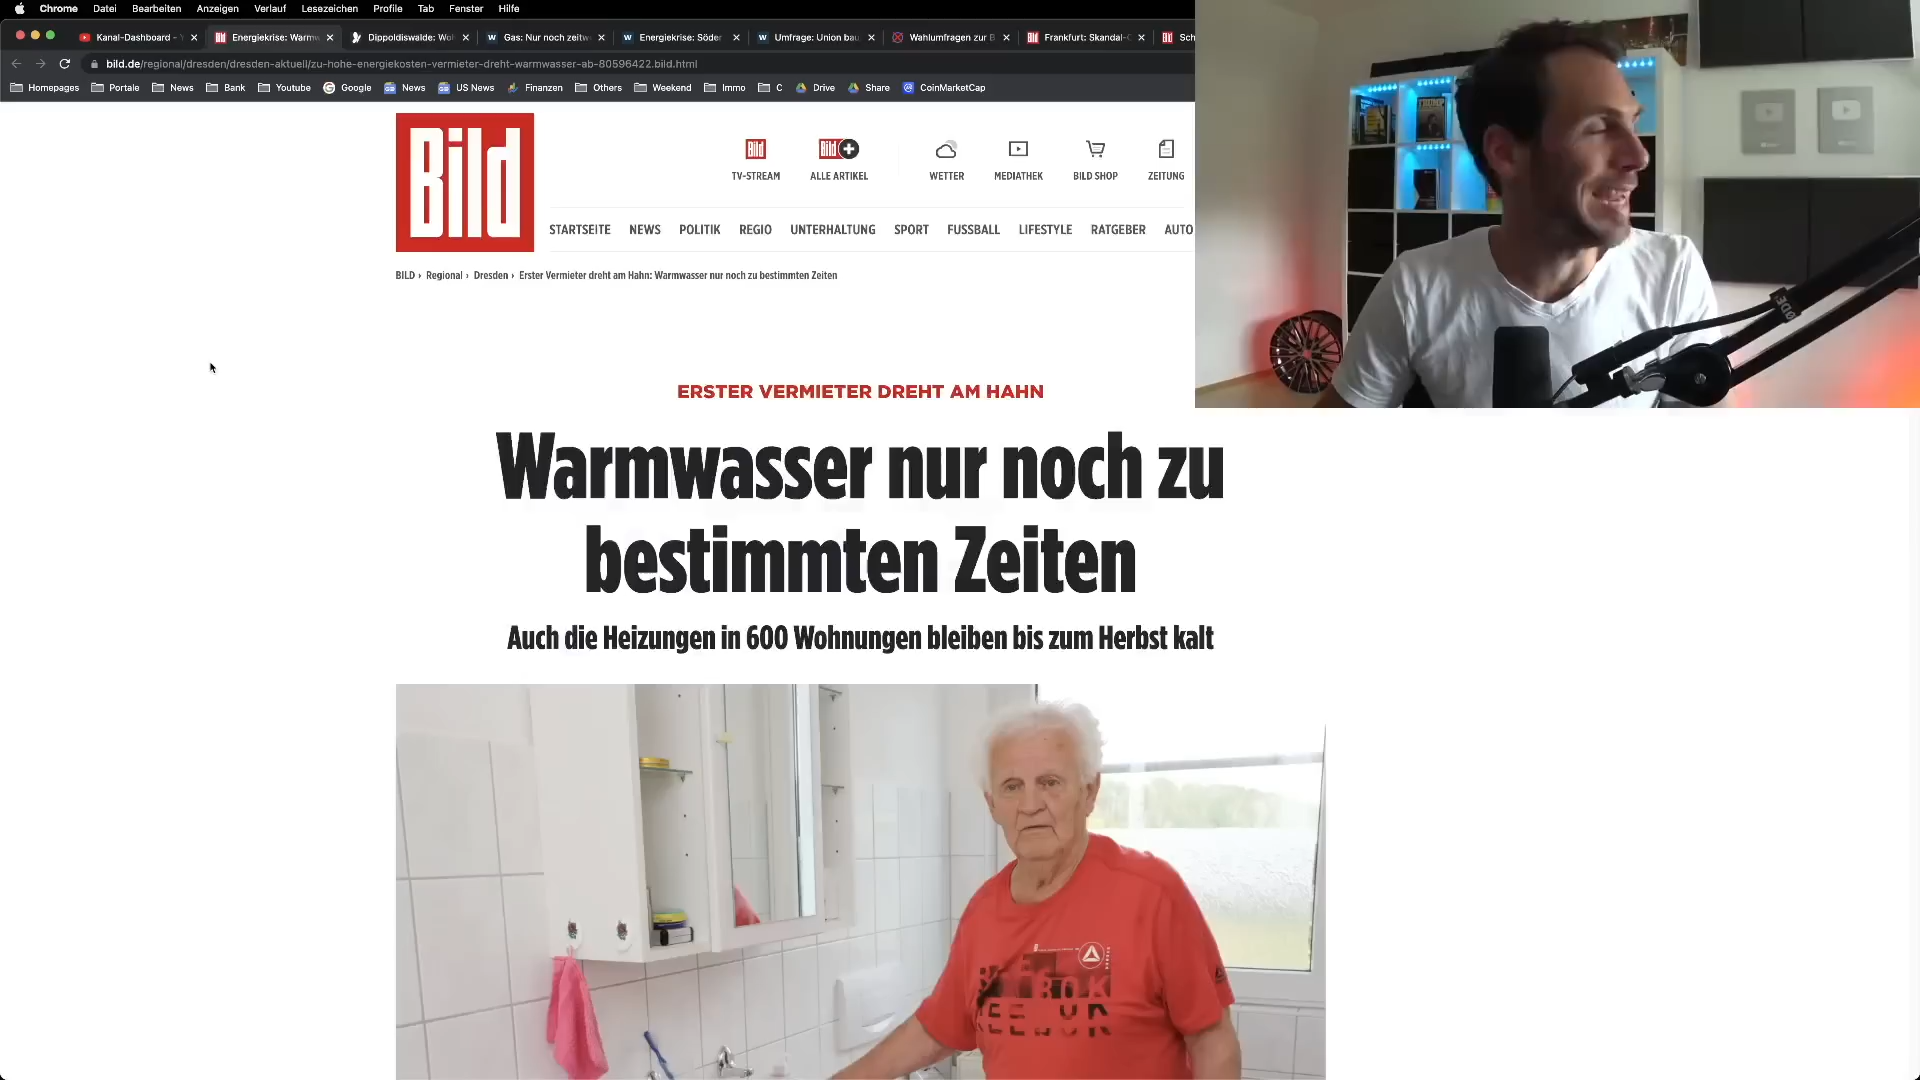 Chrome Datei Bearbeiten Anzeigen Verlauf Lesezeichen Profile Tab Fenster Hilfe
Kanal-Dashboard - Energiekrise: Warmw Dippoldiswalde: Wo Gas: Nur noch zeitw Energiekrise: Söder Umfrage: Union bau Wahlumfragen zur B Frankfurt: Skandal- Sch
bild.de/regional/dresden/dresden-aktuell/zu-hohe-energiekosten-vermieter-dreht-warmwasser-ab-80596422.bild.html
Homepages Portale News Bank Youtube Google News US News Finanzen Others Weekend Immo C Drive Share CoinMarketCap
TRUMP
RØDE
Bild
Bild Bild
TV-STREAM ALLE ARTIKEL WETTER MEDIATHEK BILD SHOP ZEITUNG
STARTSEITE NEWS POLITIK REGIO UNTERHALTUNG SPORT FUSSBALL LIFESTYLE RATGEBER AUTO
BILD › Regional › Dresden › Erster Vermieter dreht am Hahn: Warmwasser nur noch zu bestimmten Zeiten
ERSTER VERMIETER DREHT AM HAHN
Warmwasser nur noch zu
bestimmten Zeiten
Auch die Heizungen in 600 Wohnungen bleiben bis zum Herbst kalt